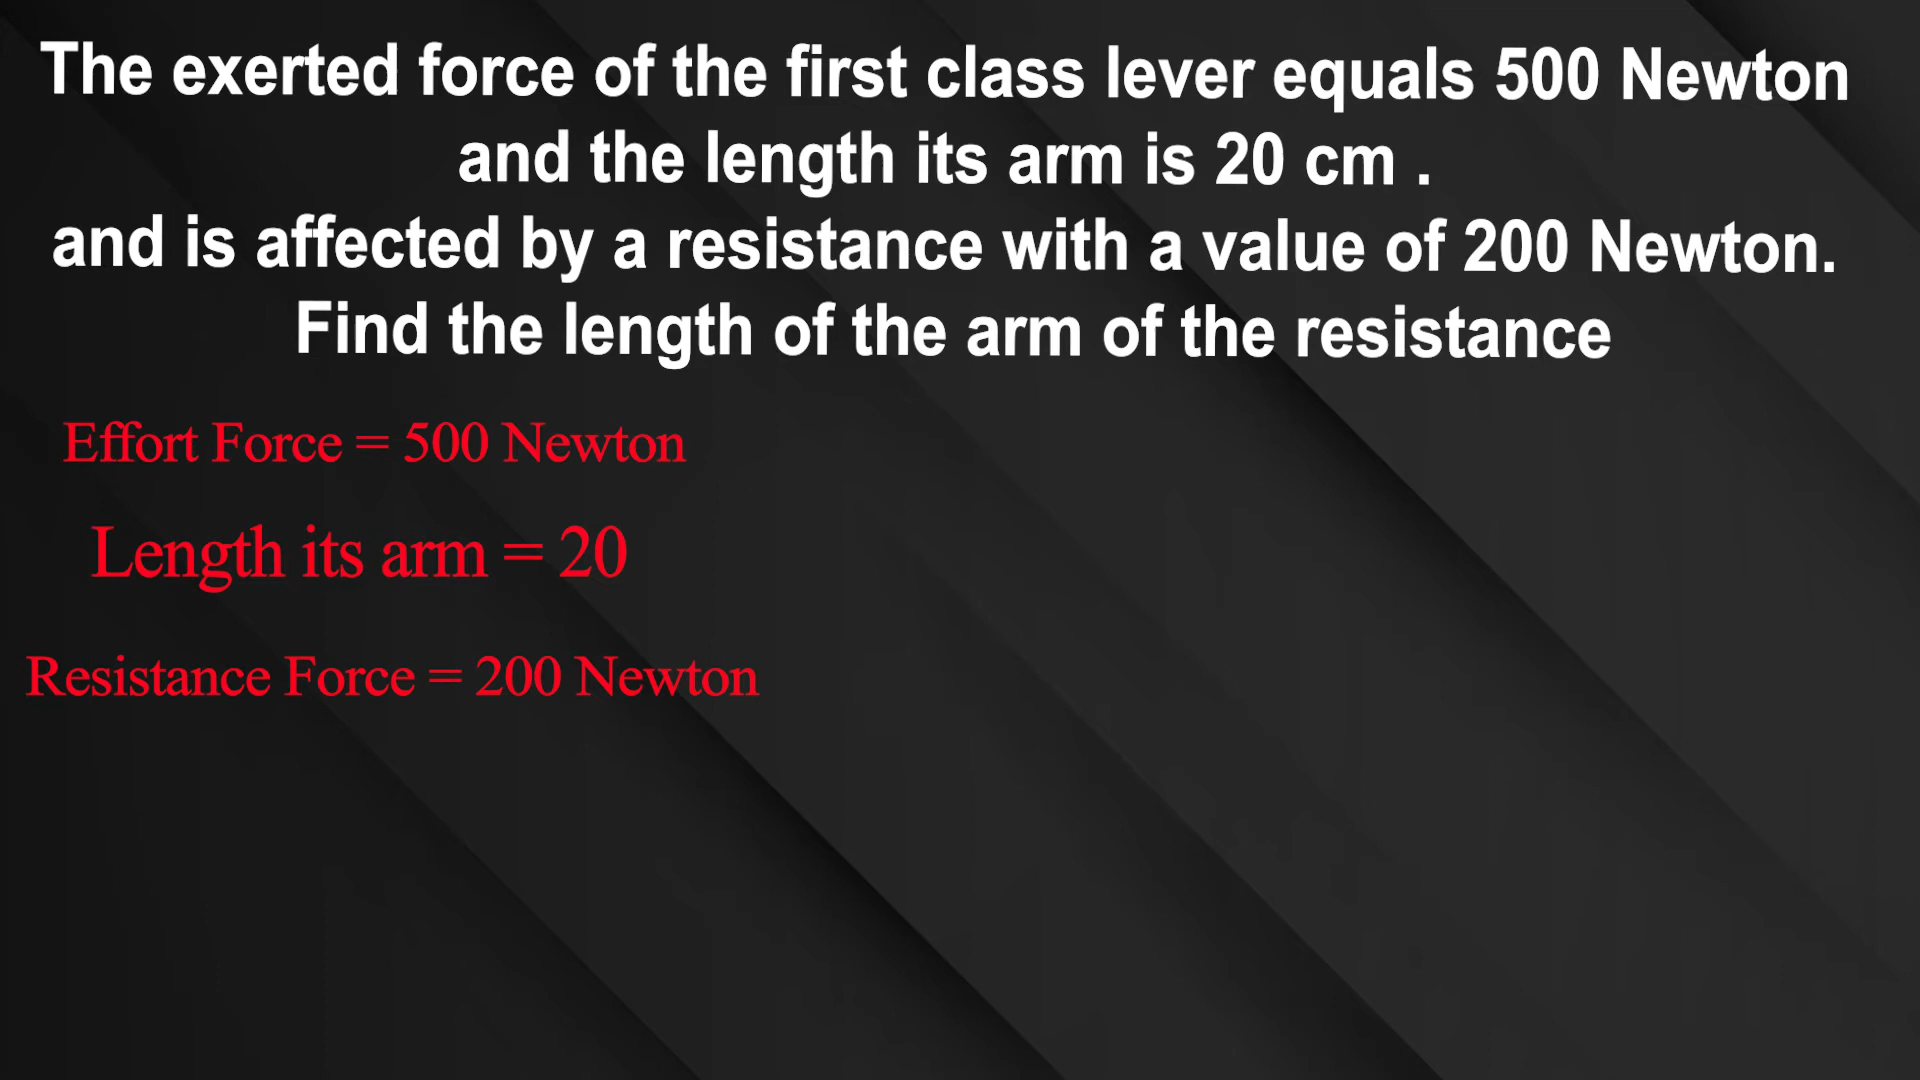 The exerted force of the first class lever equals 500 Newton
and the length its arm is 20 cm .
and is affected by a resistance with a value of 200 Newton.
Find the length of the arm of the resistance
Effort Force = 500 Newton
Length its arm = 20
Resistance Force = 200 Newton